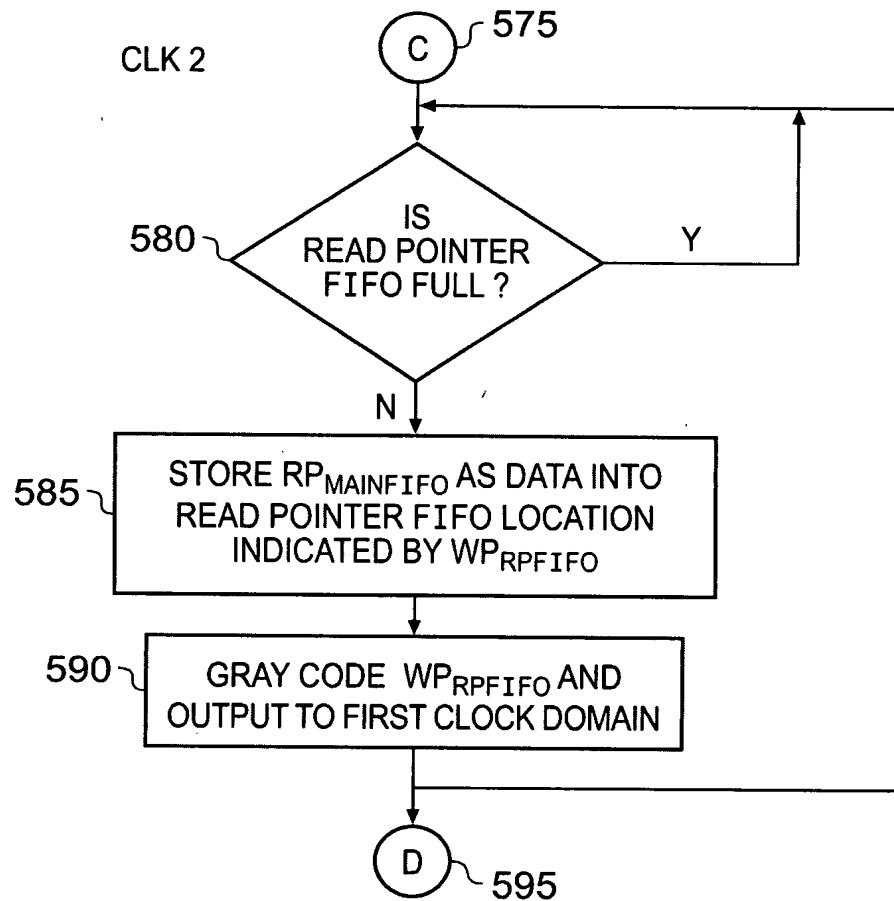 C
575
CLK 2
580
IS
READ POINTER
FIFO FULL ?
Y
N
585
STORE RPMAINFIFO AS DATA INTO
READ POINTER FIFO LOCATION
INDICATED BY WPRPFIFO
590
GRAY CODE WPRPFIFO AND
OUTPUT TO FIRST CLOCK DOMAIN
D
595